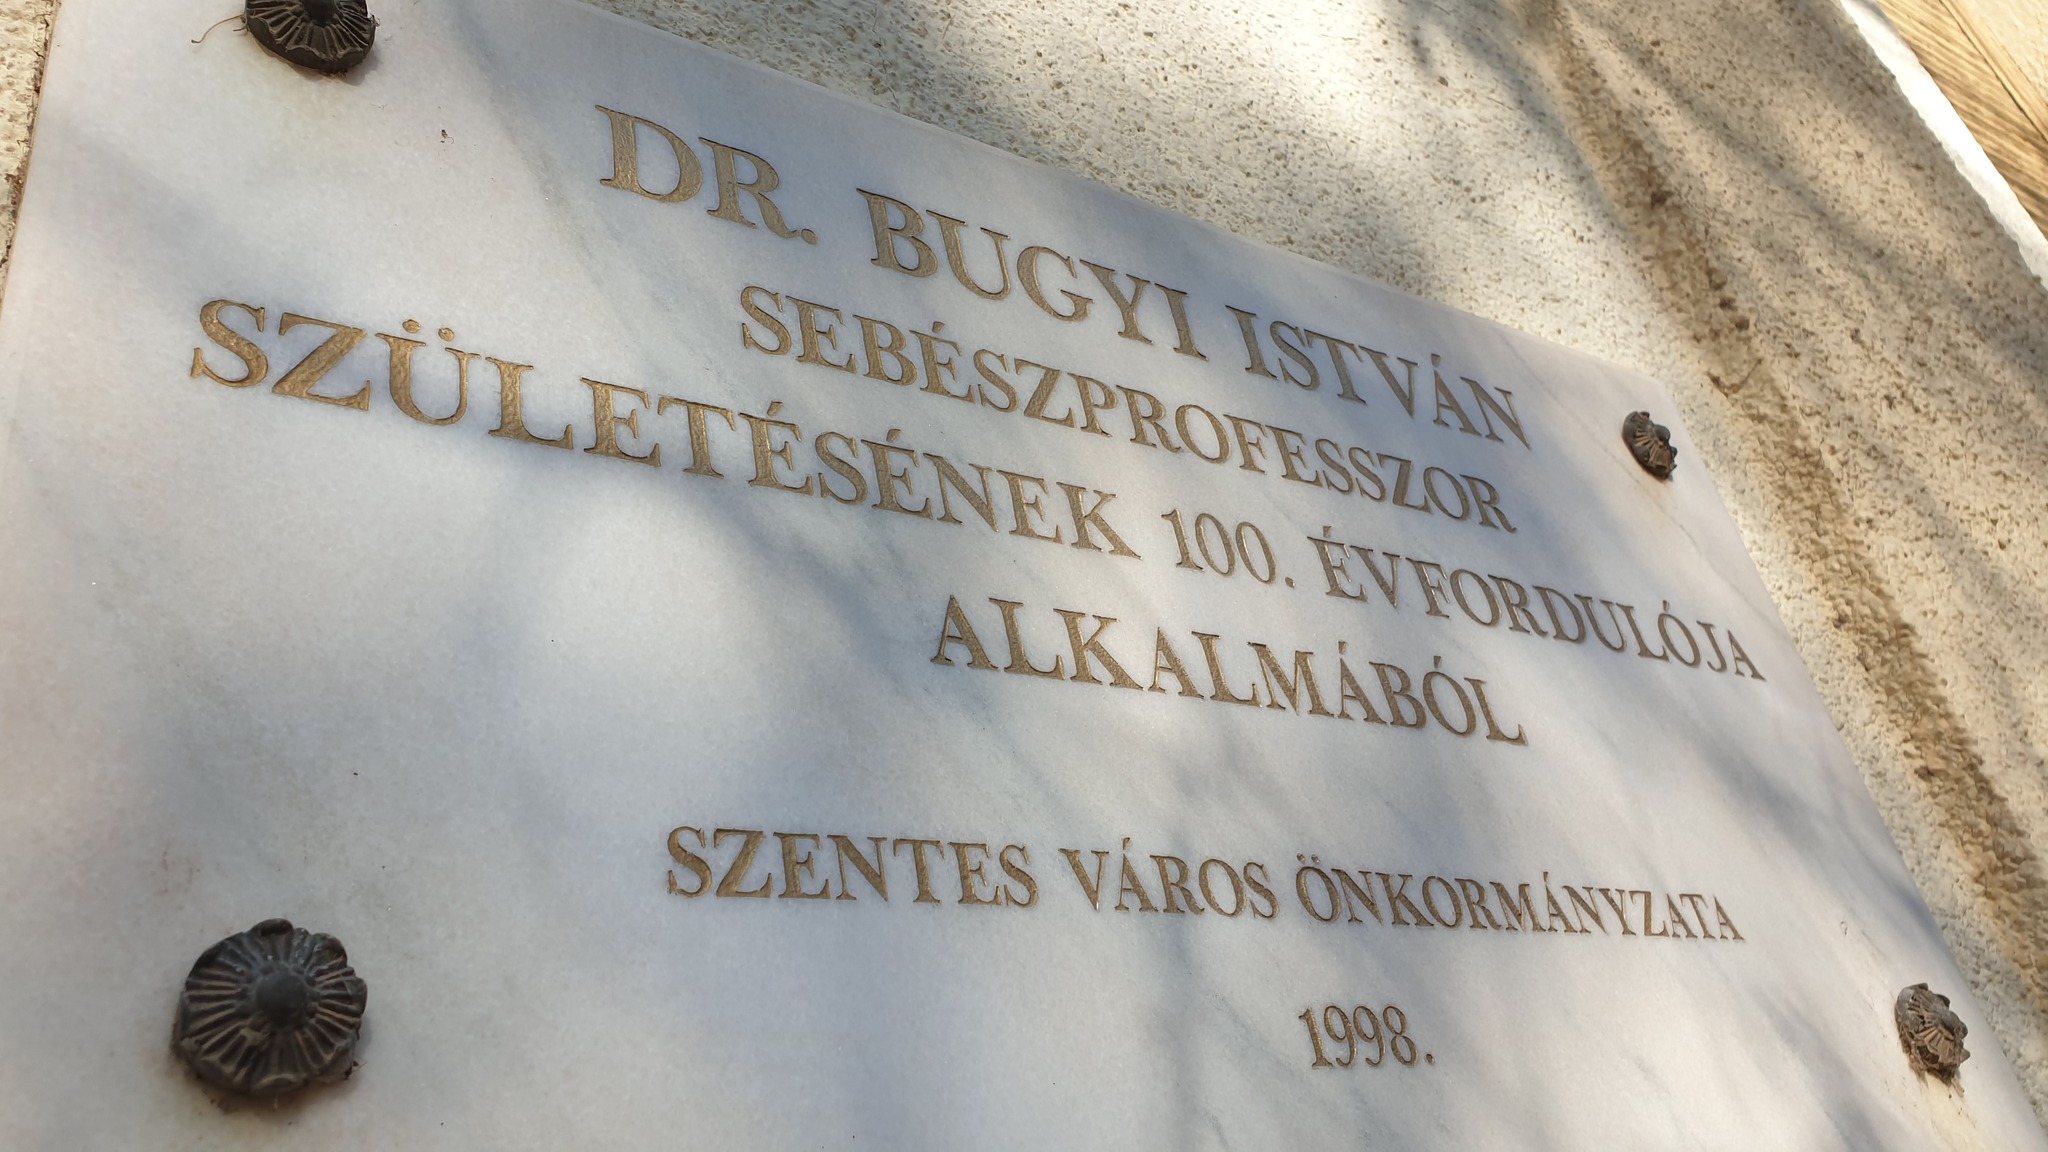 DR. BUGYI ISTVÁN
SEBÉSZPROFESSZOR
SZÜLETÉSÉNEK 100. ÉVFORDULÓJA
ALKALMÁBÓL
SZENTES VÁROS ÖNKORMÁNYZATA
1998.